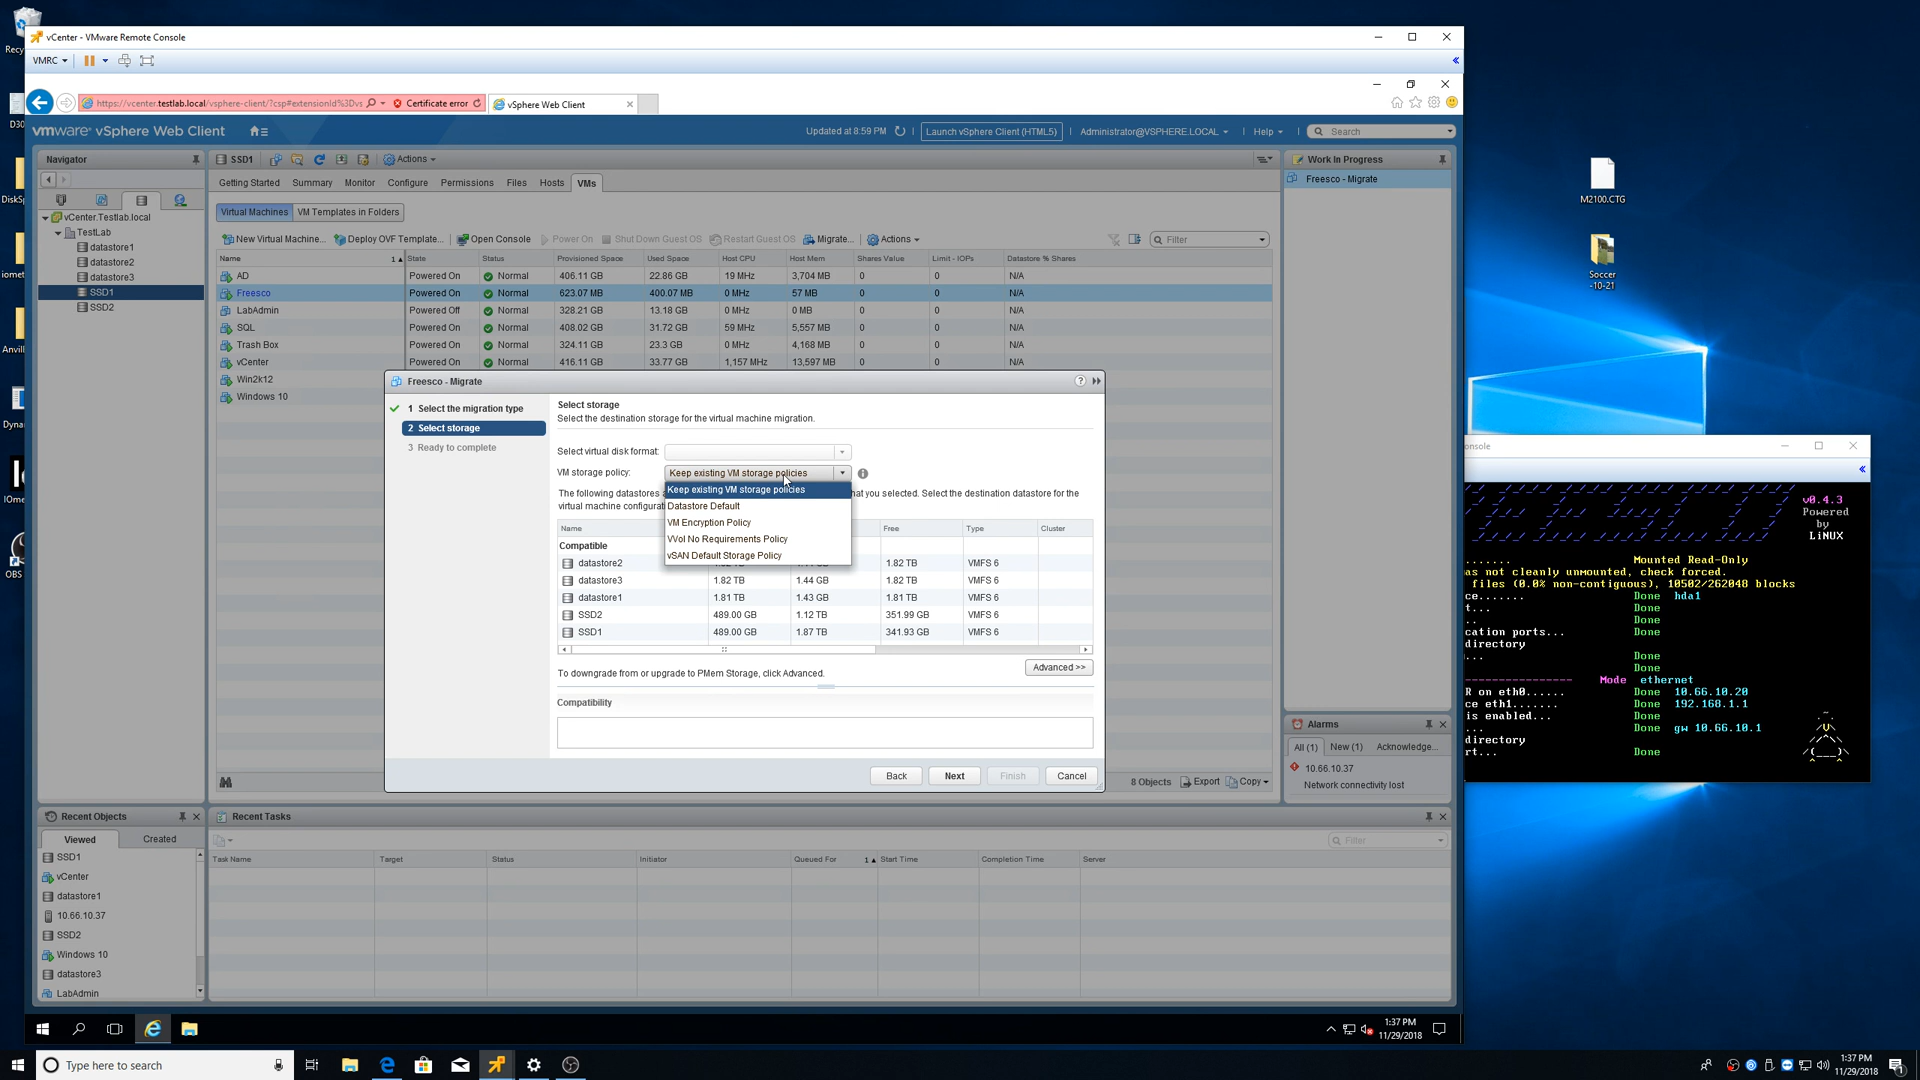 Recy
D30
DiskSp
iomet
Anvill
Dynan
IOme
OBS
vCenter - VMware Remote Console
VMRC
https://vcenter.testlab.local/vsphere-client/?csp#extensionId%3Dvs
Certificate error
vSphere Web Client
vmware® vSphere Web Client
Updated at 8:59 PM
Launch vSphere Client (HTML5)
Administrator@VSPHERE.LOCAL
Help
Search
Navigator
vCenter.Testlab.local
TestLab
datastore1
datastore2
datastore3
SSD1
SSD2
SSD1
Actions
Getting Started Summary Monitor Configure Permissions Files Hosts VMs
Virtual Machines VM Templates in Folders
New Virtual Machine... Deploy OVF Template... Open Console Power On Shut Down Guest OS Restart Guest OS Migrate... Actions Filter
Name 1 State Status Provisioned Space Used Space Host CPU Host Mem Shares Value Limit - IOPs Datastore % Shares
AD Powered On Normal 406.11 GB 22.86 GB 19 MHz 3,704 MB 0 0 N/A
Freesco Powered On Normal 623.07 MB 400.07 MB 0 MHz 57 MB 0 0 N/A
LabAdmin Powered Off Normal 328.21 GB 13.18 GB 0 MHz 0 MB 0 0 N/A
SQL Powered On Normal 408.02 GB 31.72 GB 59 MHz 5,557 MB 0 0 N/A
Trash Box Powered On Normal 324.11 GB 23.3 GB 0 MHz 4,168 MB 0 0 N/A
vCenter Powered On Normal 416.11 GB 33.77 GB 1,157 MHz 13,597 MB 0 0 N/A
Win2k12
Windows 10
Freesco - Migrate
1 Select the migration type
2 Select storage
3 Ready to complete
Select storage
Select the destination storage for the virtual machine migration.
Select virtual disk format:
VM storage policy: Keep existing VM storage policies
Keep existing VM storage policies
Datastore Default
VM Encryption Policy
VVol No Requirements Policy
vSAN Default Storage Policy
The following datastores a hat you selected. Select the destination datastore for the
virtual machine configurat
Name Free Type Cluster
Compatible
datastore2 1.82 TB VMFS 6
datastore3 1.82 TB 1.44 GB 1.82 TB VMFS 6
datastore1 1.81 TB 1.43 GB 1.81 TB VMFS 6
SSD2 489.00 GB 1.12 TB 351.99 GB VMFS 6
SSD1 489.00 GB 1.87 TB 341.93 GB VMFS 6
To downgrade from or upgrade to PMem Storage, click Advanced.
Advanced >>
Compatibility
Back Next Finish Cancel
8 Objects Export Copy
Work In Progress
Freesco - Migrate
Alarms
All (1) New (1) Acknowledge...
10.66.10.37
Network connectivity lost
Recent Objects
Viewed Created
SSD1
vCenter
datastore1
10.66.10.37
SSD2
Windows 10
datastore3
LabAdmin
Recent Tasks
Filter
Task Name Target Status Initiator Queued For 1 Start Time Completion Time Server
1:37 PM
11/29/2018
M2100.CTG
Soccer
-10-21
onsole
v0.4.3
Powered
by
LiNUX
....... Mounted Read-Only
as not cleanly unmounted, check forced.
files (0.0% non-contiguous), 10502/262048 blocks
ce....... Done hda1
t... Done
... Done
cation ports... Done
directory
... Done
Done
---------------- Mode ethernet
R on eth0...... Done 10.66.10.20
ce eth1....... Done 192.168.1.1
is enabled... Done
... Done gw 10.66.10.1
directory
rt... Done
Type here to search
1:37 PM
11/29/2018